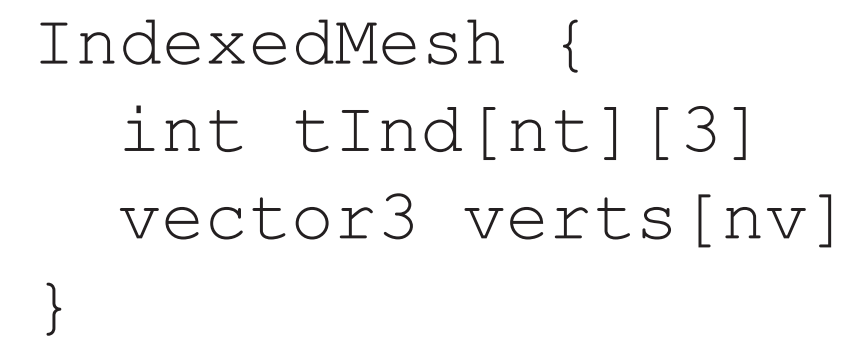 IndexedMesh {
int tInd[nt][3]
vector3 verts[nv]
}